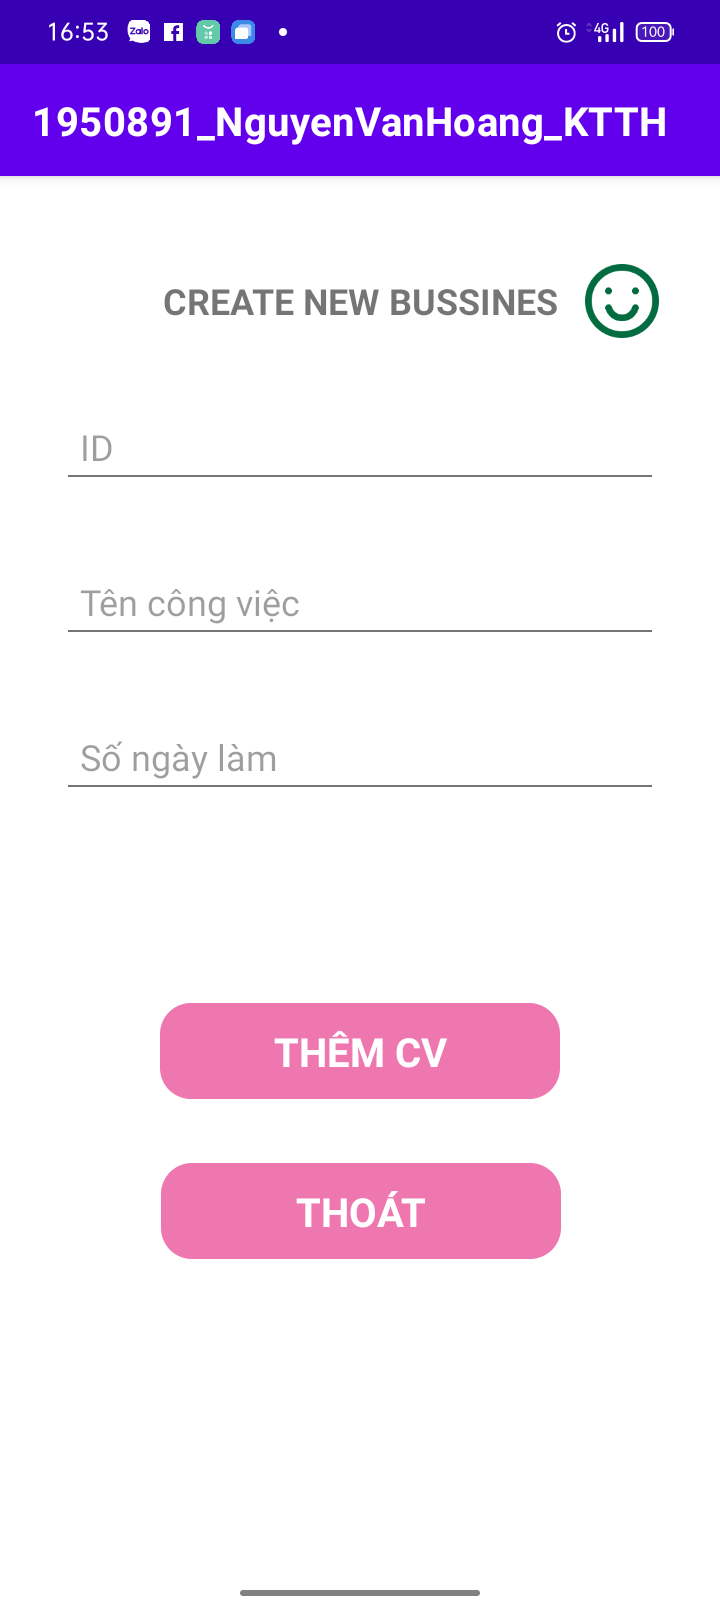 16:53 Zalo 4G 100
1950891_NguyenVanHoang_KTTH
CREATE NEW BUSSINES
ID
Tên công việc
Số ngày làm
THÊM CV
THOÁT